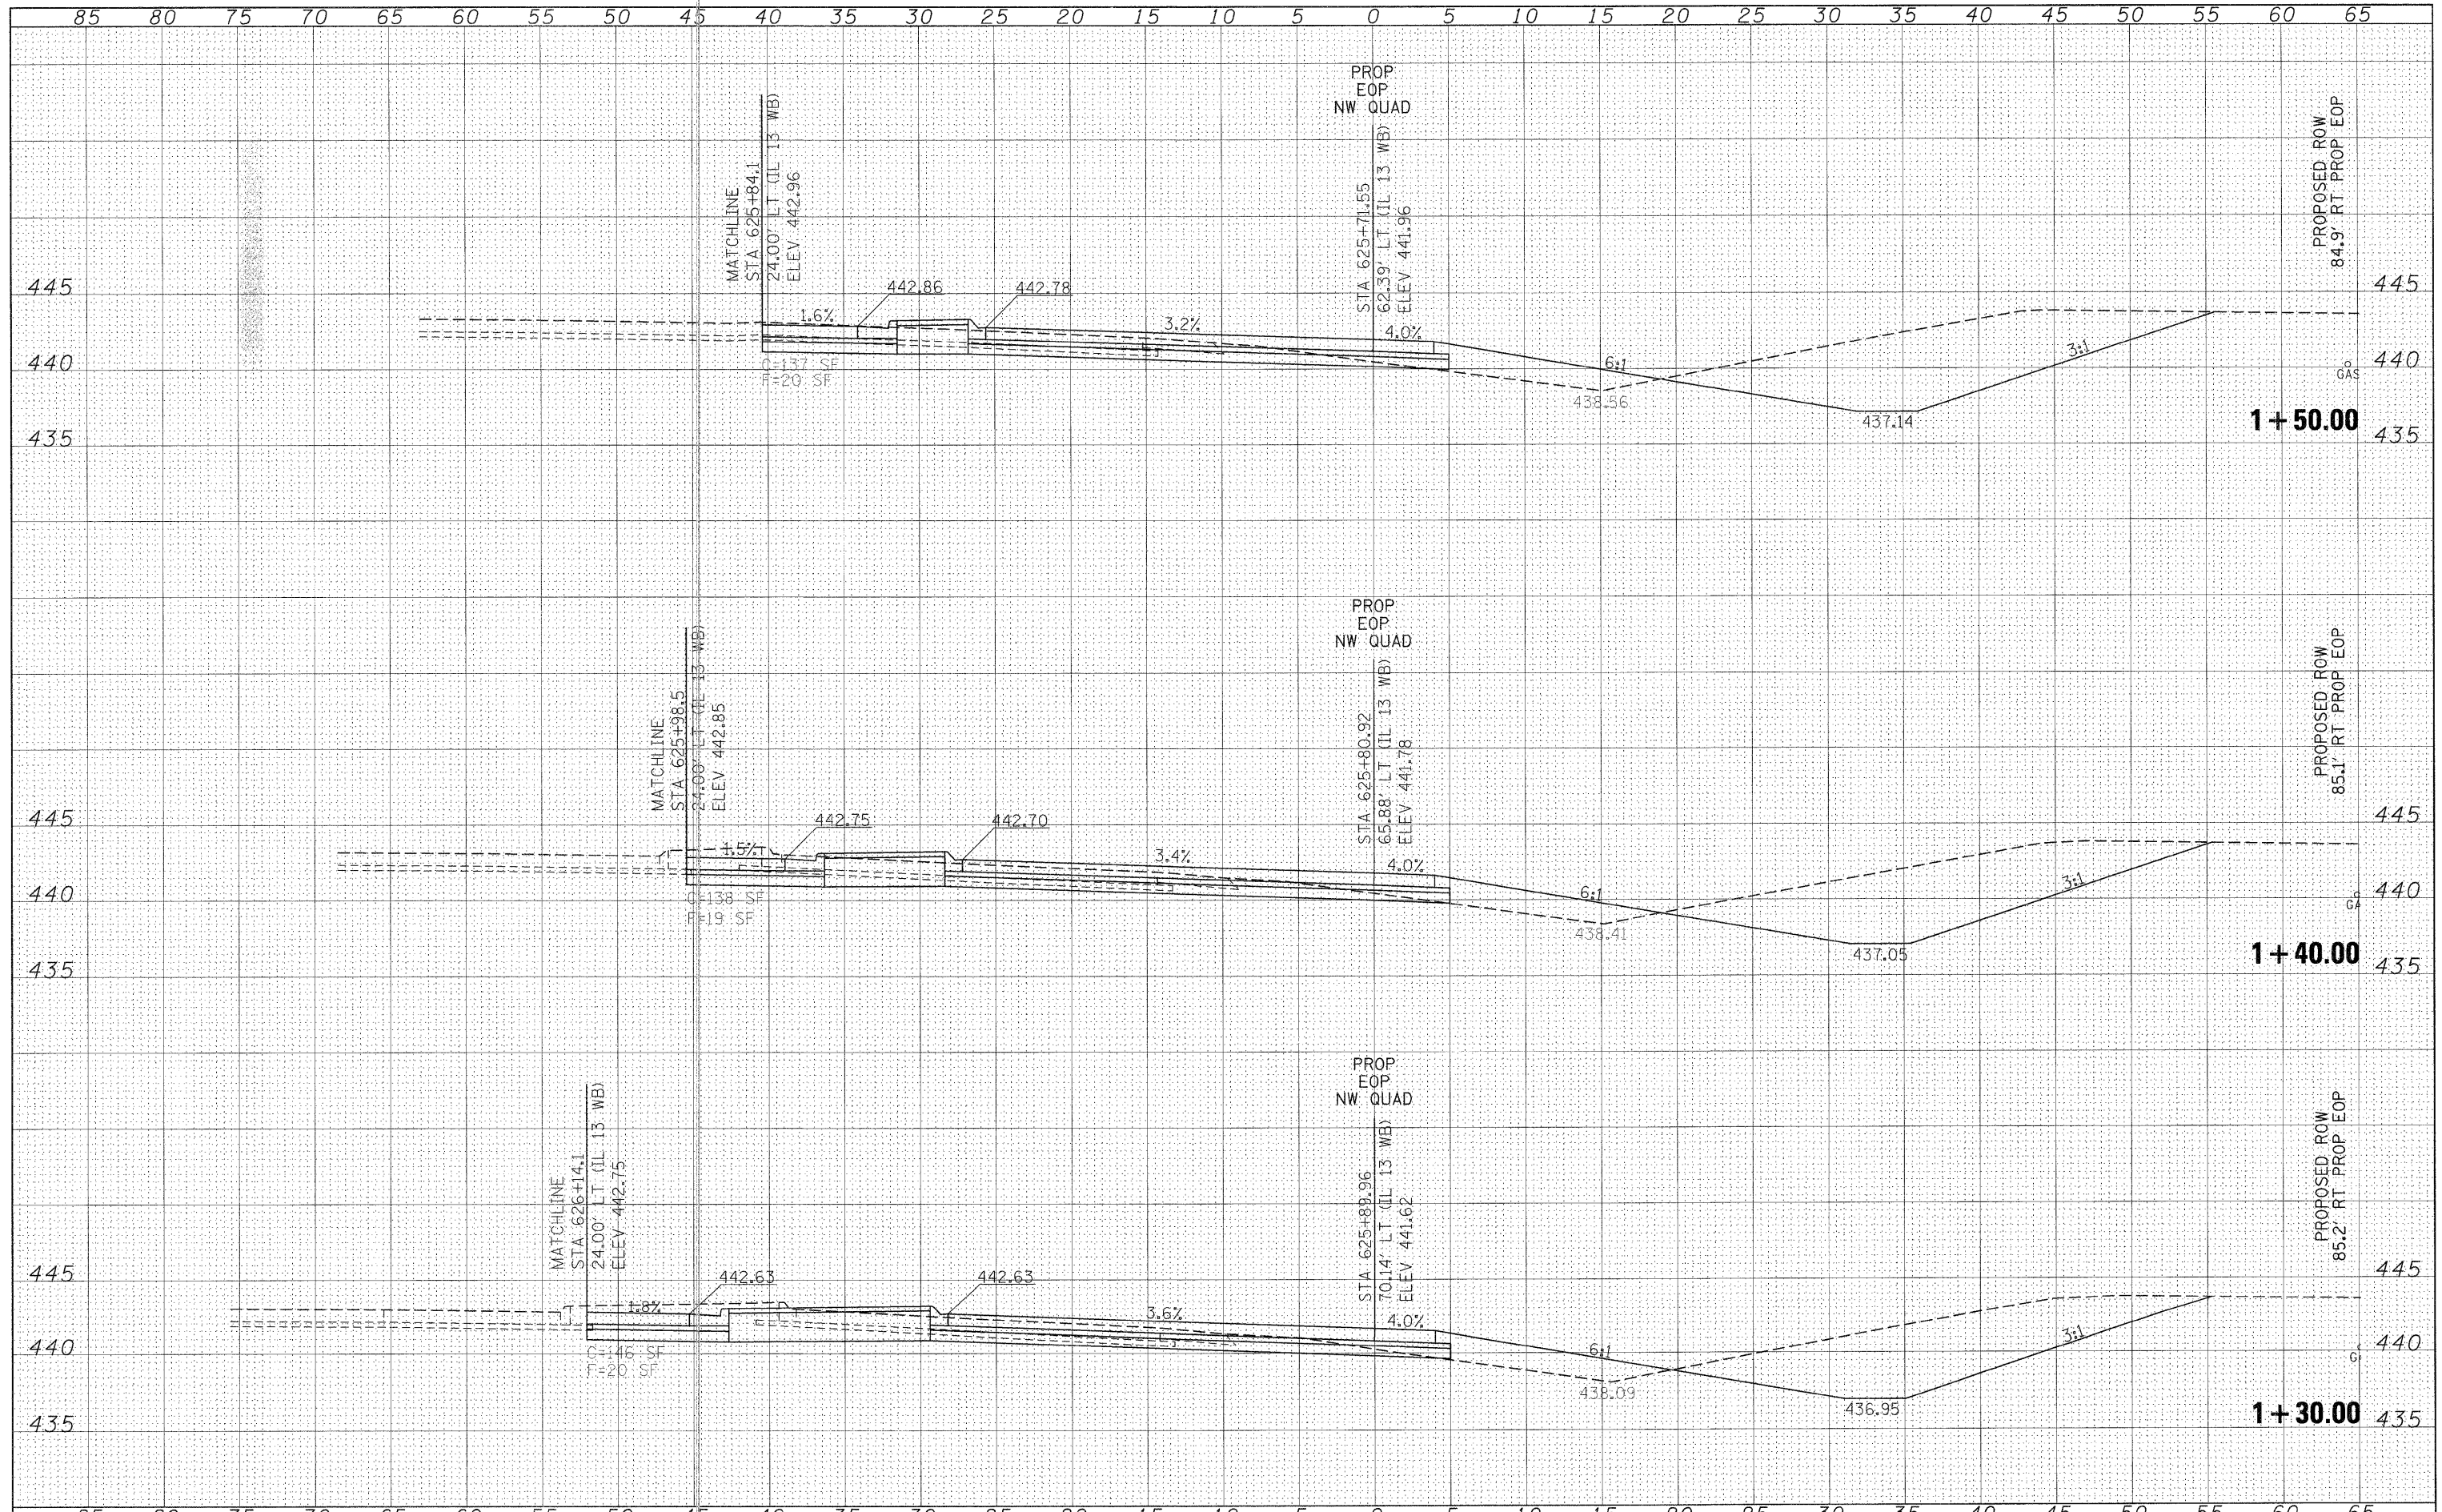 85 80 75 70 65 60 55 50 45 40 35 30 25 20 15 10 5 0 5 10 15 20 25 30 35 40 45 50 55 60 65
PROP
EOP
NW QUAD
MATCHLINE
STA 625+84.1
24.00' LT (IL 13 WB)
ELEV 442.96
STA 625+71.55
62.39' LT (IL 13 WB)
ELEV 441.96
PROPOSED ROW
84.9' RT PROP EOP
445 442.86 442.78 445
1.6% 3.2% 4.0%
440 6:1 3:1 440
C=137 SF
F=20 SF
GAS
438.56
437.14
1+50.00
435 435
PROP
EOP
NW QUAD
MATCHLINE
STA 625+98.5
24.00' LT (IL 13 WB)
ELEV 442.85
STA 625+80.92
65.88' LT (IL 13 WB)
ELEV 441.78
PROPOSED ROW
85.1' RT PROP EOP
445 442.75 442.70 445
1.5% 3.4% 4.0%
440 6:1 3:1 440
C=138 SF
F=19 SF
GA
438.41
437.05
1+40.00
435 435
PROP
EOP
NW QUAD
MATCHLINE
STA 626+14.1
24.00' LT (IL 13 WB)
ELEV 442.75
STA 625+89.96
70.14' LT (IL 13 WB)
ELEV 441.62
PROPOSED ROW
85.2' RT PROP EOP
445 442.63 442.63 445
1.8% 3.6% 4.0%
440 6:1 3:1 440
C=146 SF
F=20 SF
438.09
436.95
1+30.00
435 435